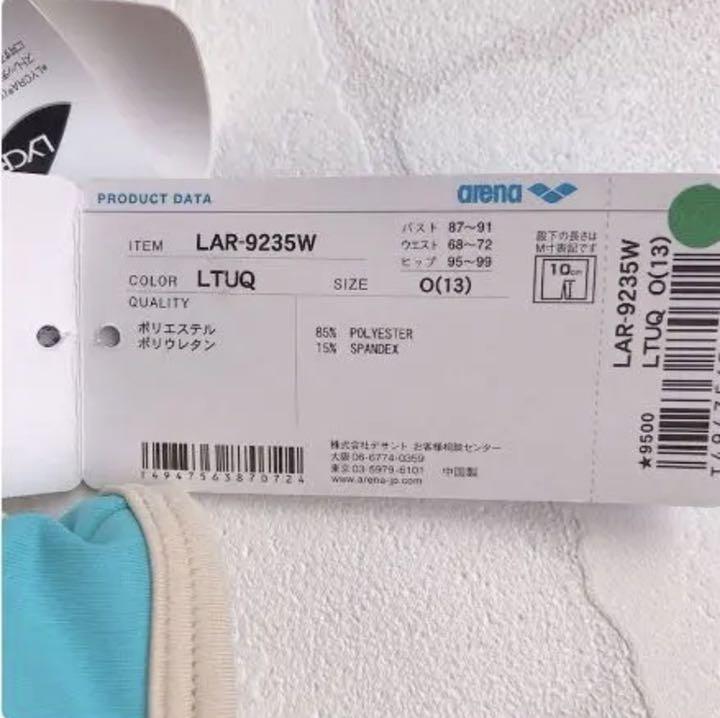 LYCRA
PRODUCT DATA
arena
ITEM LAR-9235W
COLOR LTUQ
SIZE O(13)
バスト 87〜91
ウエスト 68〜72
ヒップ 95〜99
股下の長さは
M寸表記です
10cm
QUALITY
ポリエステル 85% POLYESTER
ポリウレタン 15% SPANDEX
株式会社デサント お客様相談センター
大阪 06-6774-0359
東京 03-5979-6101 中国製
www.arena-jp.com
T4947563870724
LAR-9235W
LTUQ O(13)
★9500